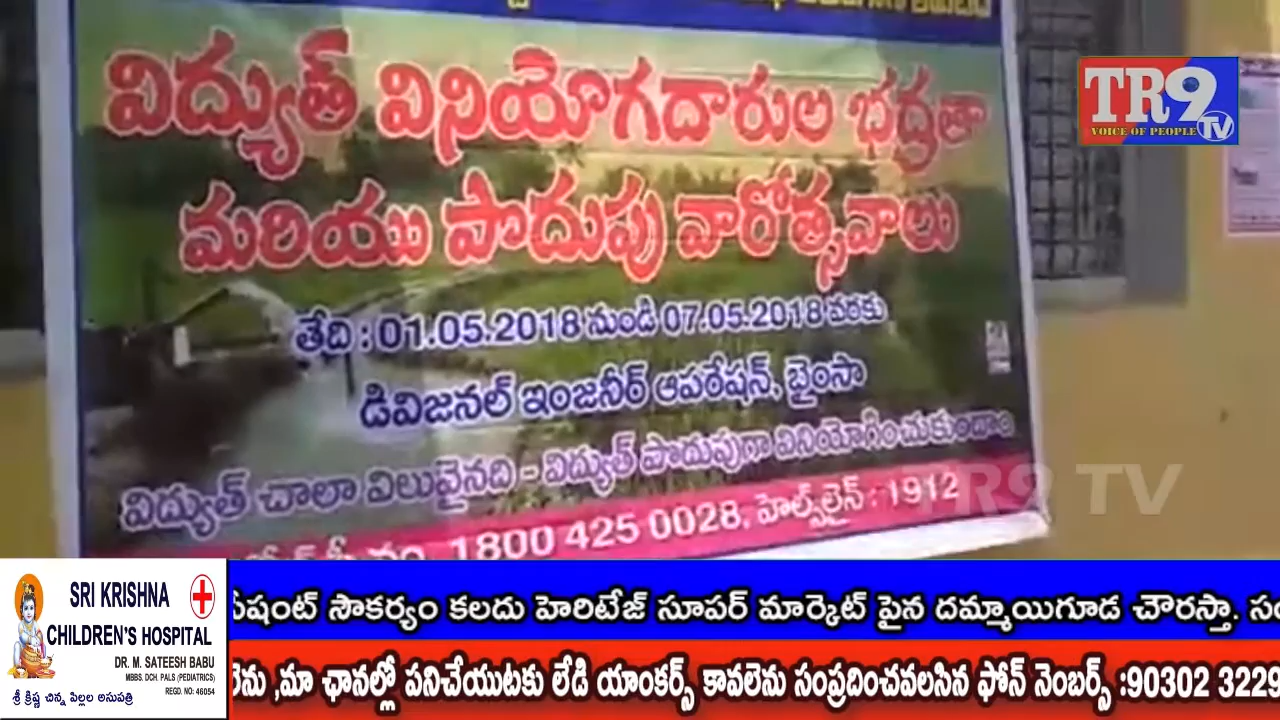 విద్యుత్ వినియోగదారుల భద్రతా
మరియు పొదుపు వారోత్సవాలు
తేది : 01.05.2018 నుండి 07.05.2018 వరకు
డివిజనల్ ఇంజనీర్ ఆపరేషన్, బైంసా
విద్యుత్ చాలా విలువైనది - విద్యుత్ పొదుపుగా వినియోగించుకుందాం
1800 425 0028, హెల్ప్‌లైన్ : 1912
TR9
VOICE OF PEOPLE TV
TR9 TV
SRI KRISHNA
CHILDREN'S HOSPITAL
DR. M. SATEESH BABU
MBBS. DCH. PALS (PEDIATRICS)
REGD. NO: 46054
శ్రీ క్రిష్ణ చిన్న పిల్లల ఆసుపత్రి
సౌకర్యం కలదు హెరిటేజ్ సూపర్ మార్కెట్ పైన దమ్మాయిగూడ చౌరస్తా.
,మా ఛానల్లో పనిచేయుటకు లేడి యాంకర్స్ కావలెను సంప్రదించవలసిన ఫోన్ నెంబర్స్ :90302 3229